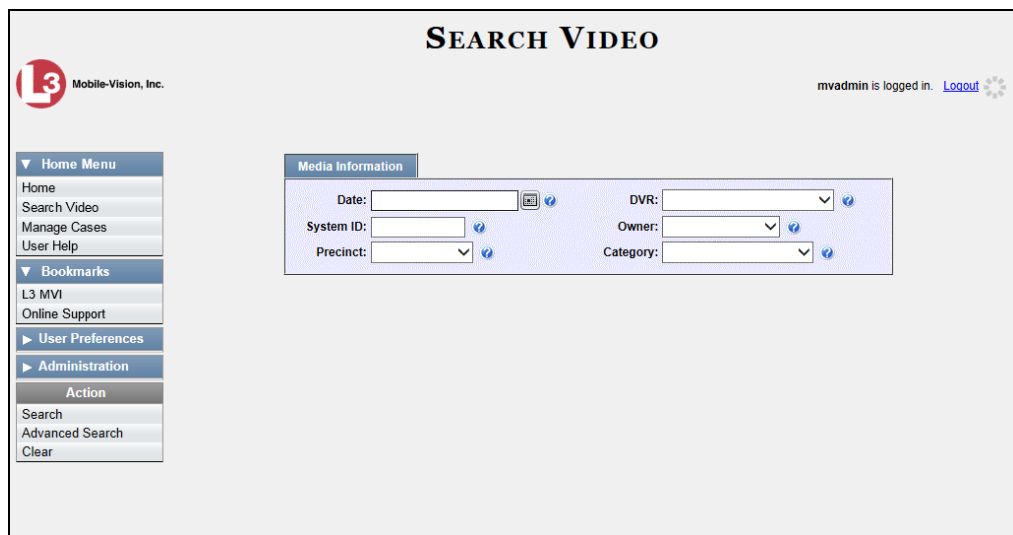 SEARCH VIDEO
L3 Mobile-Vision, Inc.
mvadmin is logged in. Logout
▼ Home Menu
Home
Search Video
Manage Cases
User Help
▼ Bookmarks
L3 MVI
Online Support
▶ User Preferences
▶ Administration
Action
Search
Advanced Search
Clear
Media Information
Date: DVR:
System ID: Owner:
Precinct: Category: